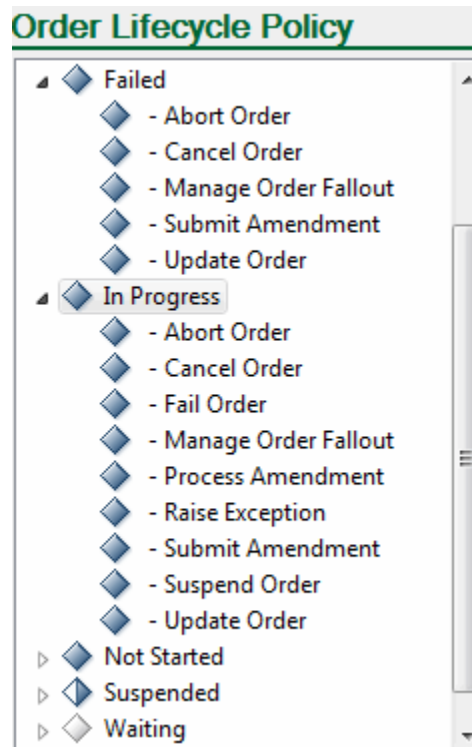 Order Lifecycle Policy
Failed
- Abort Order
- Cancel Order
- Manage Order Fallout
- Submit Amendment
- Update Order
In Progress
- Abort Order
- Cancel Order
- Fail Order
- Manage Order Fallout
- Process Amendment
- Raise Exception
- Submit Amendment
- Suspend Order
- Update Order
Not Started
Suspended
Waiting